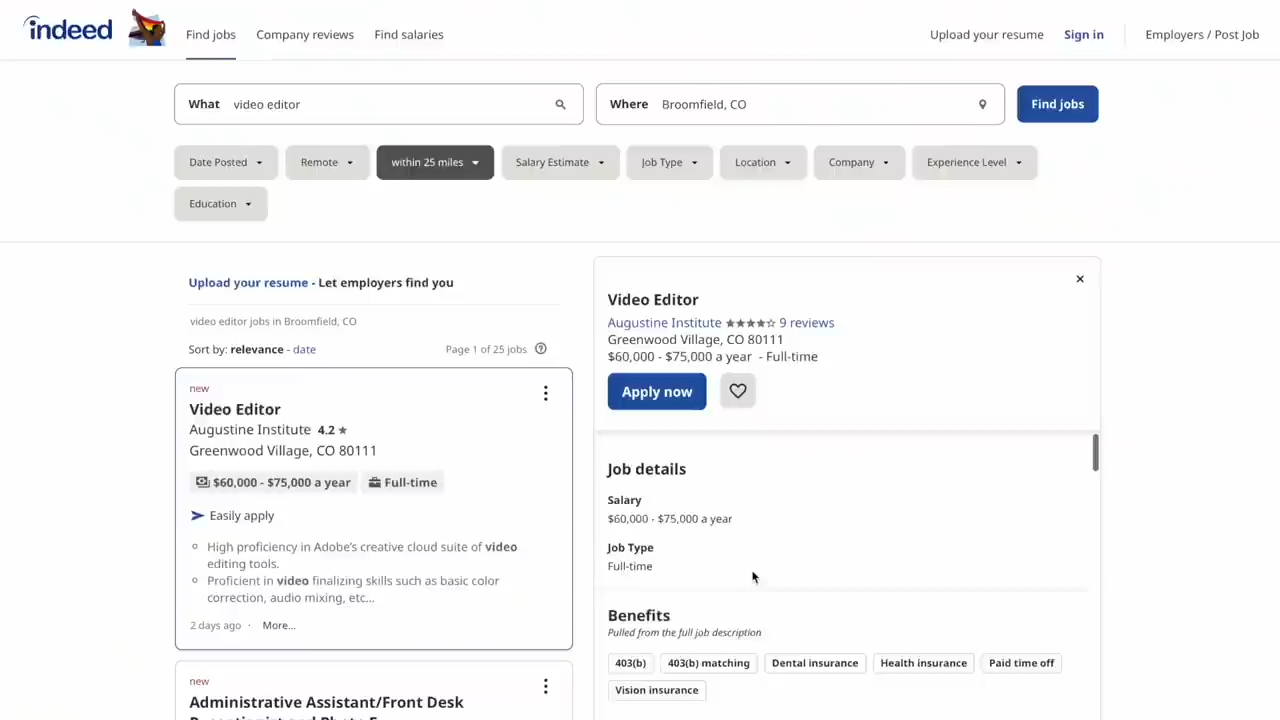 indeed
Find jobs
Company reviews
Find salaries
Upload your resume
Sign in
Employers / Post Job
What video editor
Where Broomfield, CO
Find jobs
Date Posted
Remote
within 25 miles
Salary Estimate
Job Type
Location
Company
Experience Level
Education
Upload your resume - Let employers find you
video editor jobs in Broomfield, CO
Sort by: relevance - date
Page 1 of 25 jobs
new
Video Editor
Augustine Institute 4.2 ★
Greenwood Village, CO 80111
$60,000 - $75,000 a year
Full-time
Easily apply
High proficiency in Adobe's creative cloud suite of video
editing tools.
Proficient in video finalizing skills such as basic color
correction, audio mixing, etc...
2 days ago · More...
new
Administrative Assistant/Front Desk
Video Editor
Augustine Institute ★★★★☆ 9 reviews
Greenwood Village, CO 80111
$60,000 - $75,000 a year - Full-time
Apply now
Job details
Salary
$60,000 - $75,000 a year
Job Type
Full-time
Benefits
Pulled from the full job description
403(b)
403(b) matching
Dental insurance
Health insurance
Paid time off
Vision insurance